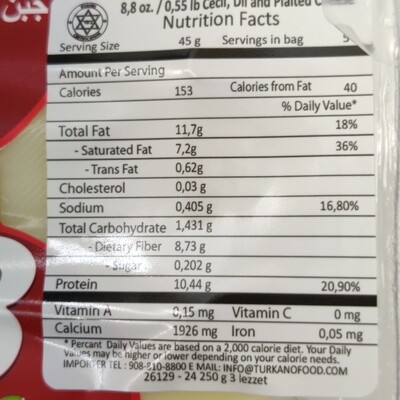 جبن
8,8 oz. / 0,55 lb Cecil, Dil and Plaited
Nutrition Facts
Serving Size 45 g Servings in bag 5
Amount Per Serving
Calories 153 Calories from Fat 40
% Daily Value*
Total Fat 11,7g 18%
- Saturated Fat 7,2g 36%
- Trans Fat 0,62g
Cholesterol 0,03 g
Sodium 0,405 g 16,80%
Total Carbohydrate 1,431 g
- Dietary Fiber 8,73 g
- Sugar 0,202 g
Protein 10,44 g 20,90%
Vitamin A 0,15 mg Vitamin C 0 mg
Calcium 1926 mg Iron 0,05 mg
* Percent Daily Values are based on a 2,000 calorie diet. Your Daily
Values may be higher or lower depending on your calorie needs.
IMPORTER TEL : 908-810-8800 E MAIL: INFO@TURKANOFOOD.COM
26129 - 24 250 g 3 lezzet